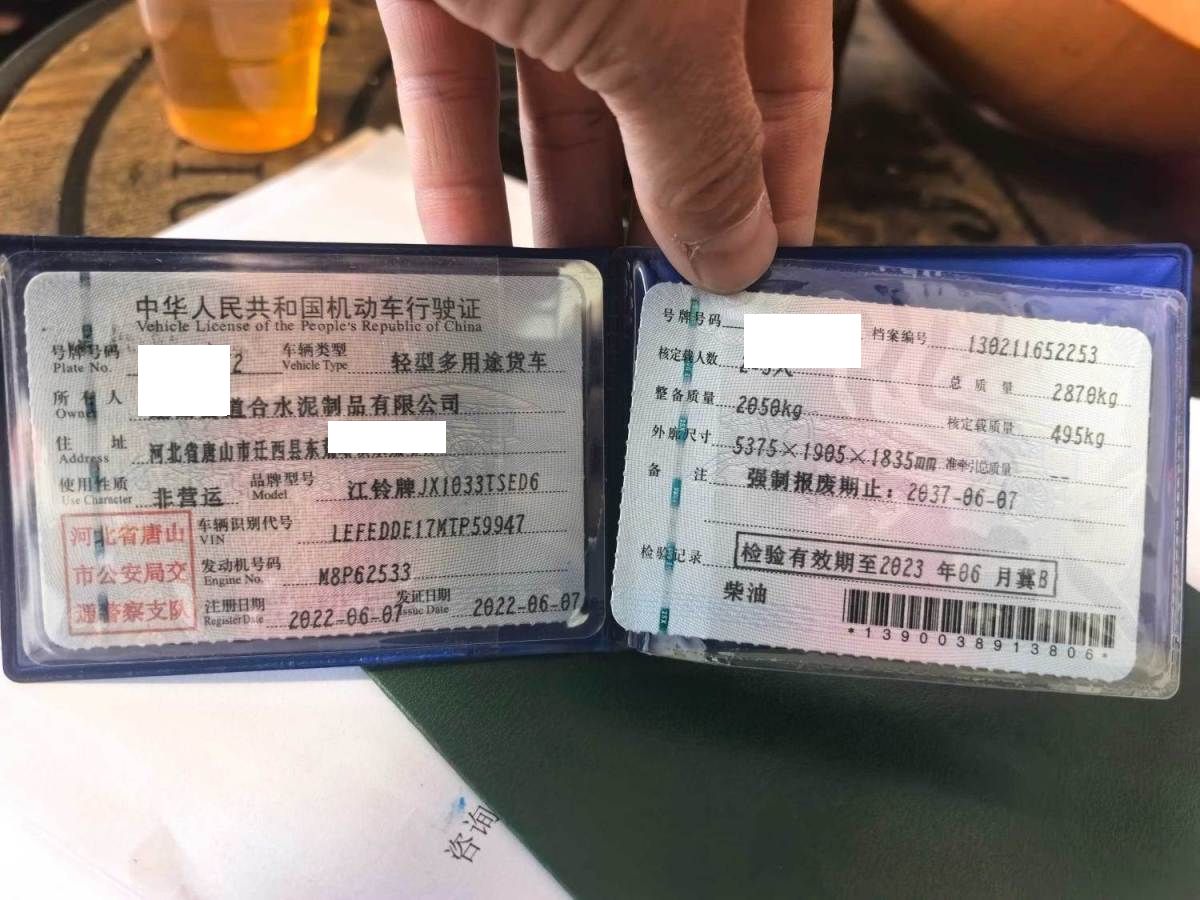 中华人民共和国机动车行驶证
Vehicle License of the People's Republic of China
号牌号码 2 车辆类型 轻型多用途货车
Plate No. Vehicle Type
所有人 道合水泥制品有限公司
Owner
住址 河北省唐山市迁西县东
Address
使用性质 非营运 品牌型号 江铃牌JX1033TSED6
Use Character Model
河北省唐山
市公安局交
通警察支队
车辆识别代号 LEFEDDE17MTP59947
VIN
发动机号码 M8P62533
Engine No.
注册日期 2022-06-07 发证日期 2022-06-07
Register Date Issue Date
号牌号码 档案编号 130211652253
核定载人数 总质量 2870kg
整备质量 2050kg 核定载质量 495kg
外廓尺寸 5375×1905×1835mm 准牵引总质量 --
备注 强制报废期止：2037-06-07
检验记录 检验有效期至2023 年06 月冀B
柴油
*1390038913806*
咨询